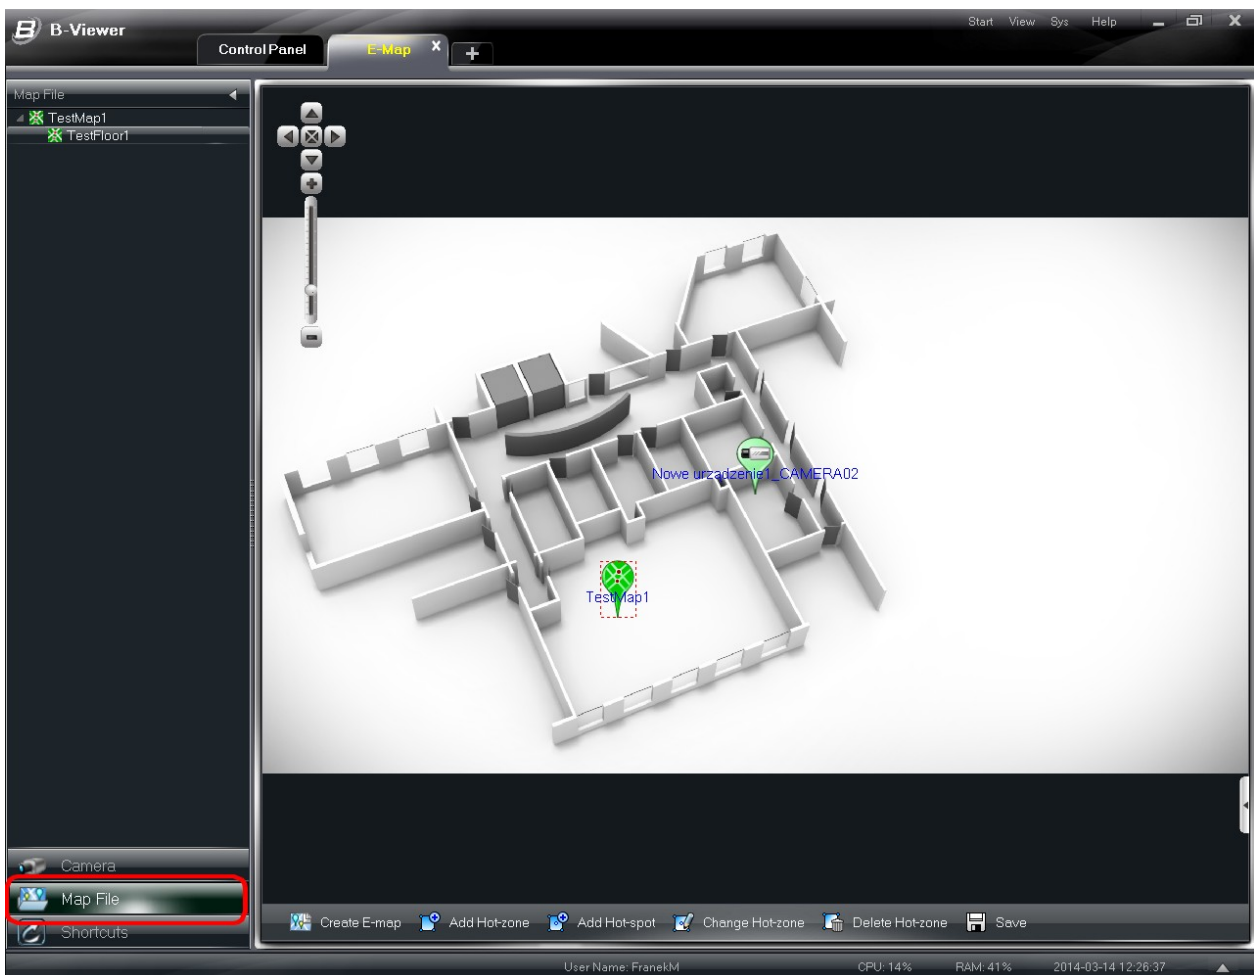 B-Viewer
Start View Sys Help
Control Panel
E-Map X
Map File
TestMap1
TestFloor1
Nowe urzadzenie1_CAMERA02
TestMap1
Camera
Map File
Shortcuts
Create E-map Add Hot-zone Add Hot-spot Change Hot-zone Delete Hot-zone Save
User Name: FranekM CPU: 14% RAM: 41% 2014-03-14 12:26:37